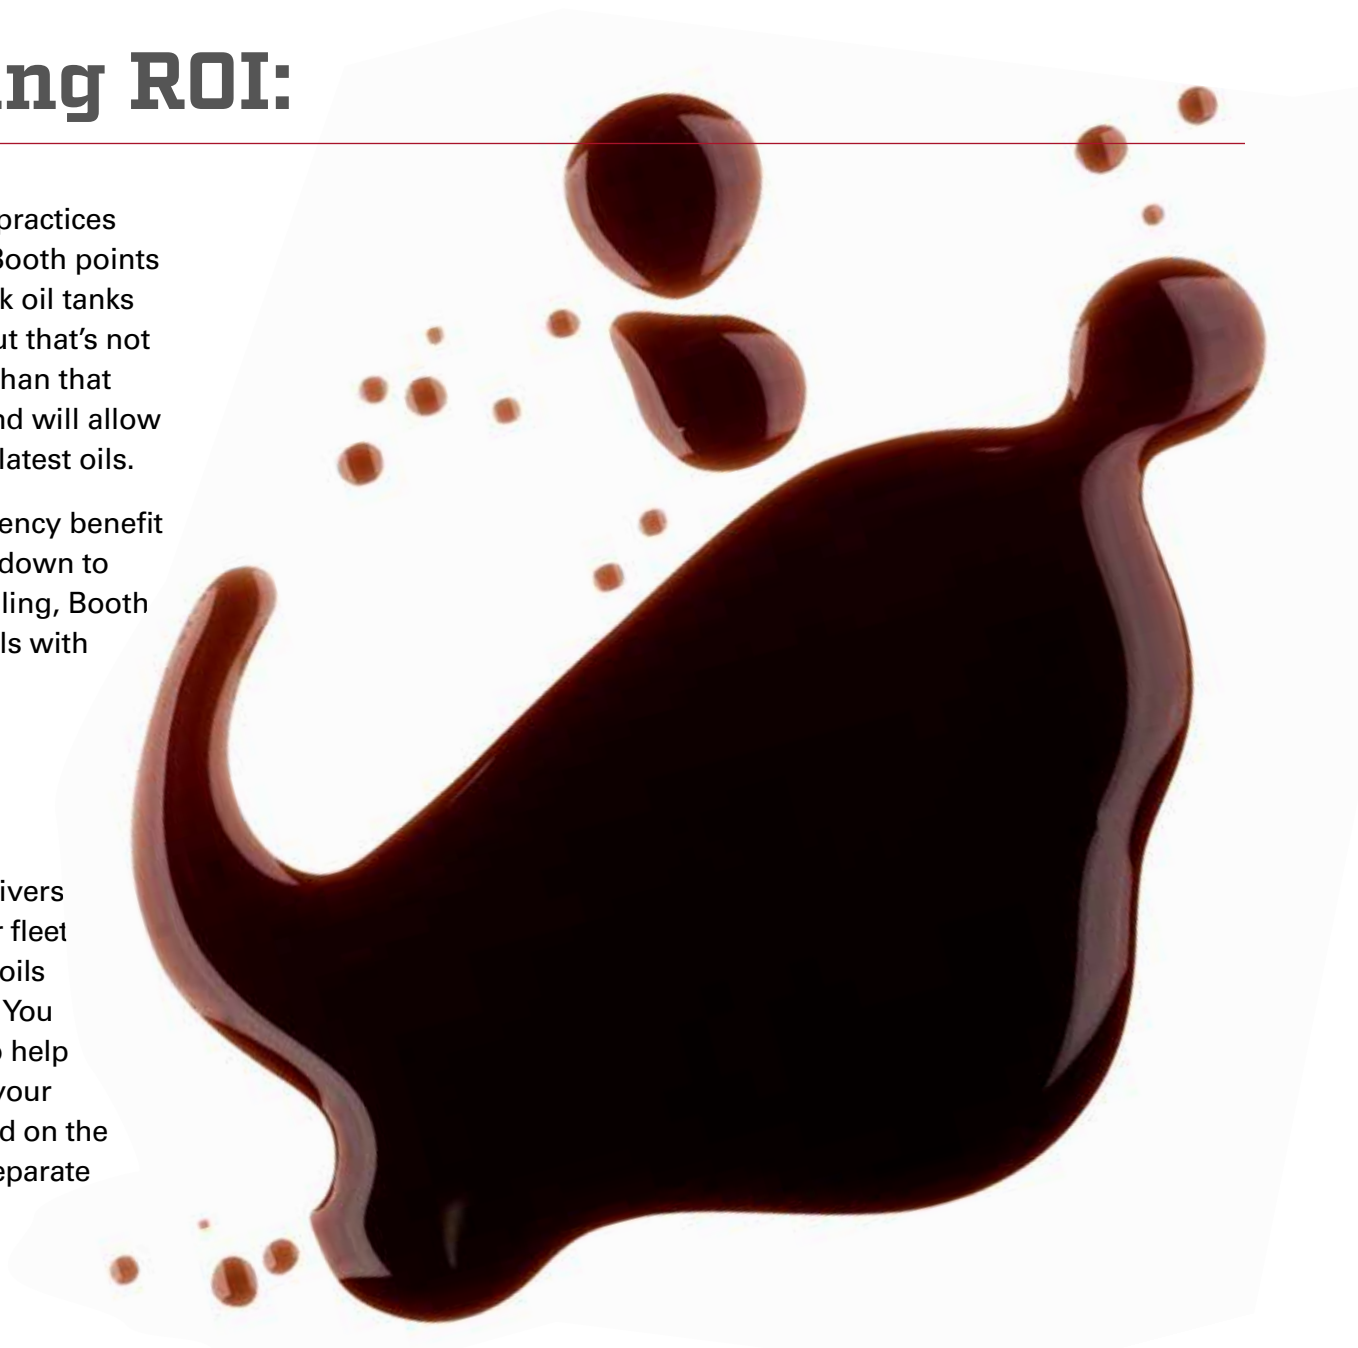 ng ROI:
practices
Booth points
k oil tanks
ut that’s not
than that
nd will allow
latest oils.
ency benefit
down to
ling, Booth
ls with
ivers
r fleet
oils
You
o help
your
d on the
eparate